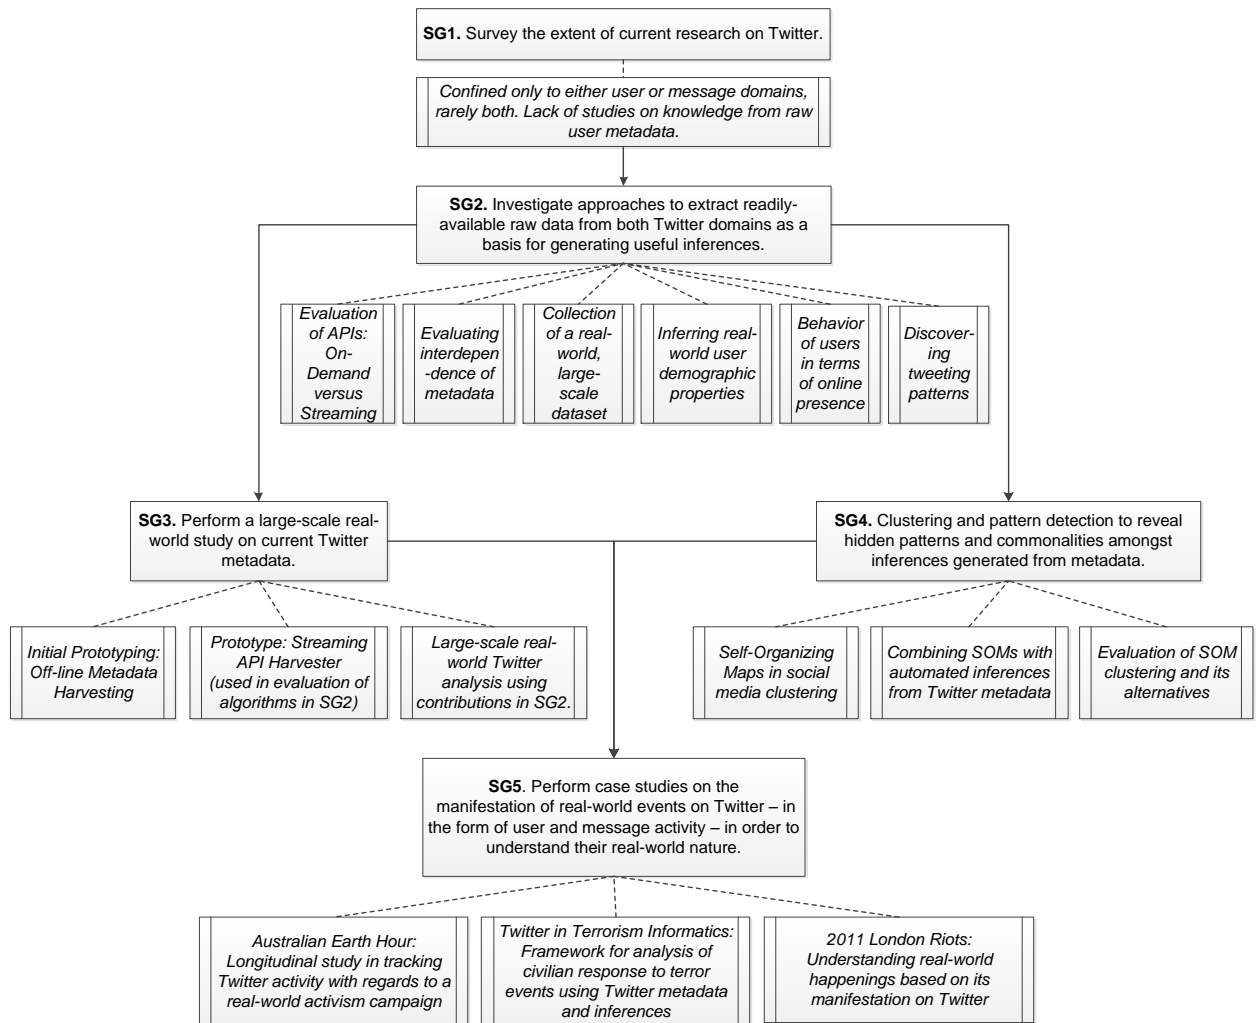 SG1. Survey the extent of current research on Twitter.
Confined only to either user or message domains,
rarely both. Lack of studies on knowledge from raw
user metadata.
SG2. Investigate approaches to extract readily-
available raw data from both Twitter domains as a
basis for generating useful inferences.
Evaluation
of APIs:
On-
Demand
versus
Streaming
Evaluating
interdepen
-dence of
metadata
Collection
of a real-
world,
large-
scale
dataset
Inferring real-
world user
demographic
properties
Behavior
of users
in terms
of online
presence
Discover-
ing
tweeting
patterns
SG3. Perform a large-scale real-
world study on current Twitter
metadata.
SG4. Clustering and pattern detection to reveal
hidden patterns and commonalities amongst
inferences generated from metadata.
Initial Prototyping:
Off-line Metadata
Harvesting
Prototype: Streaming
API Harvester
(used in evaluation of
algorithms in SG2)
Large-scale real-
world Twitter
analysis using
contributions in SG2.
Self-Organizing
Maps in social
media clustering
Combining SOMs with
automated inferences
from Twitter metadata
Evaluation of SOM
clustering and its
alternatives
SG5. Perform case studies on the
manifestation of real-world events on Twitter – in
the form of user and message activity – in order to
understand their real-world nature.
Australian Earth Hour:
Longitudinal study in tracking
Twitter activity with regards to a
real-world activism campaign
Twitter in Terrorism Informatics:
Framework for analysis of
civilian response to terror
events using Twitter metadata
and inferences
2011 London Riots:
Understanding real-world
happenings based on its
manifestation on Twitter